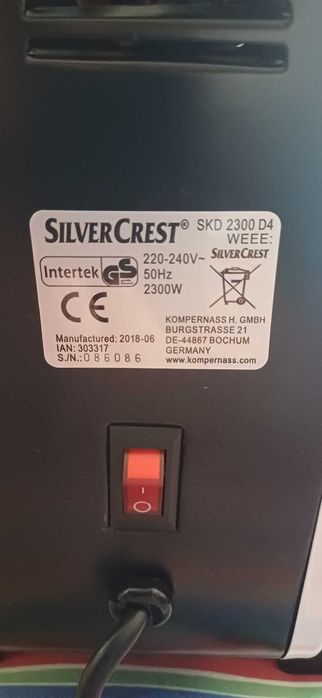 SILVERCREST® SKD 2300 D4
WEEE:
SILVERCREST
Intertek GS
220-240V~
50Hz
2300W
CE
KOMPERNASS H. GMBH
BURGSTRASSE 21
DE-44867 BOCHUM
GERMANY
www.kompernass.com
Manufactured: 2018-06
IAN: 303317
S./N.: 086086
I
O